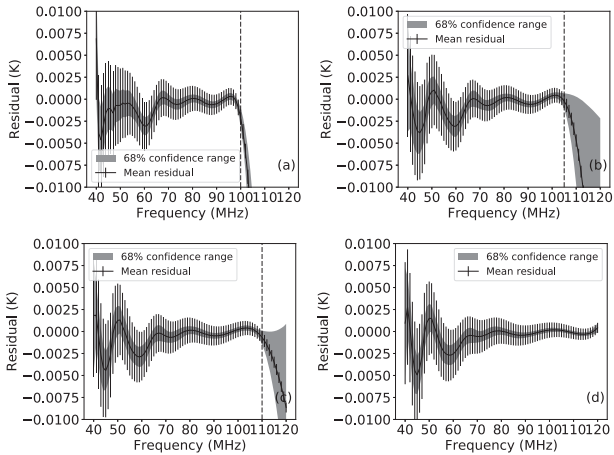 0.0100
0.0075
0.0050
0.0025
0.0000
−0.0025
−0.0050
−0.0075
−0.0100
Residual (K)
68% confidence range
Mean residual
(a)
40 50 60 70 80 90 100 110 120
Frequency (MHz)
0.0100
0.0075
0.0050
0.0025
0.0000
−0.0025
−0.0050
−0.0075
−0.0100
Residual (K)
68% confidence range
Mean residual
(b)
40 50 60 70 80 90 100 110 120
Frequency (MHz)
0.0100
0.0075
0.0050
0.0025
0.0000
−0.0025
−0.0050
−0.0075
−0.0100
Residual (K)
68% confidence range
Mean residual
(c)
40 50 60 70 80 90 100 110 120
Frequency (MHz)
0.0100
0.0075
0.0050
0.0025
0.0000
−0.0025
−0.0050
−0.0075
−0.0100
Residual (K)
68% confidence range
Mean residual
(d)
40 50 60 70 80 90 100 110 120
Frequency (MHz)